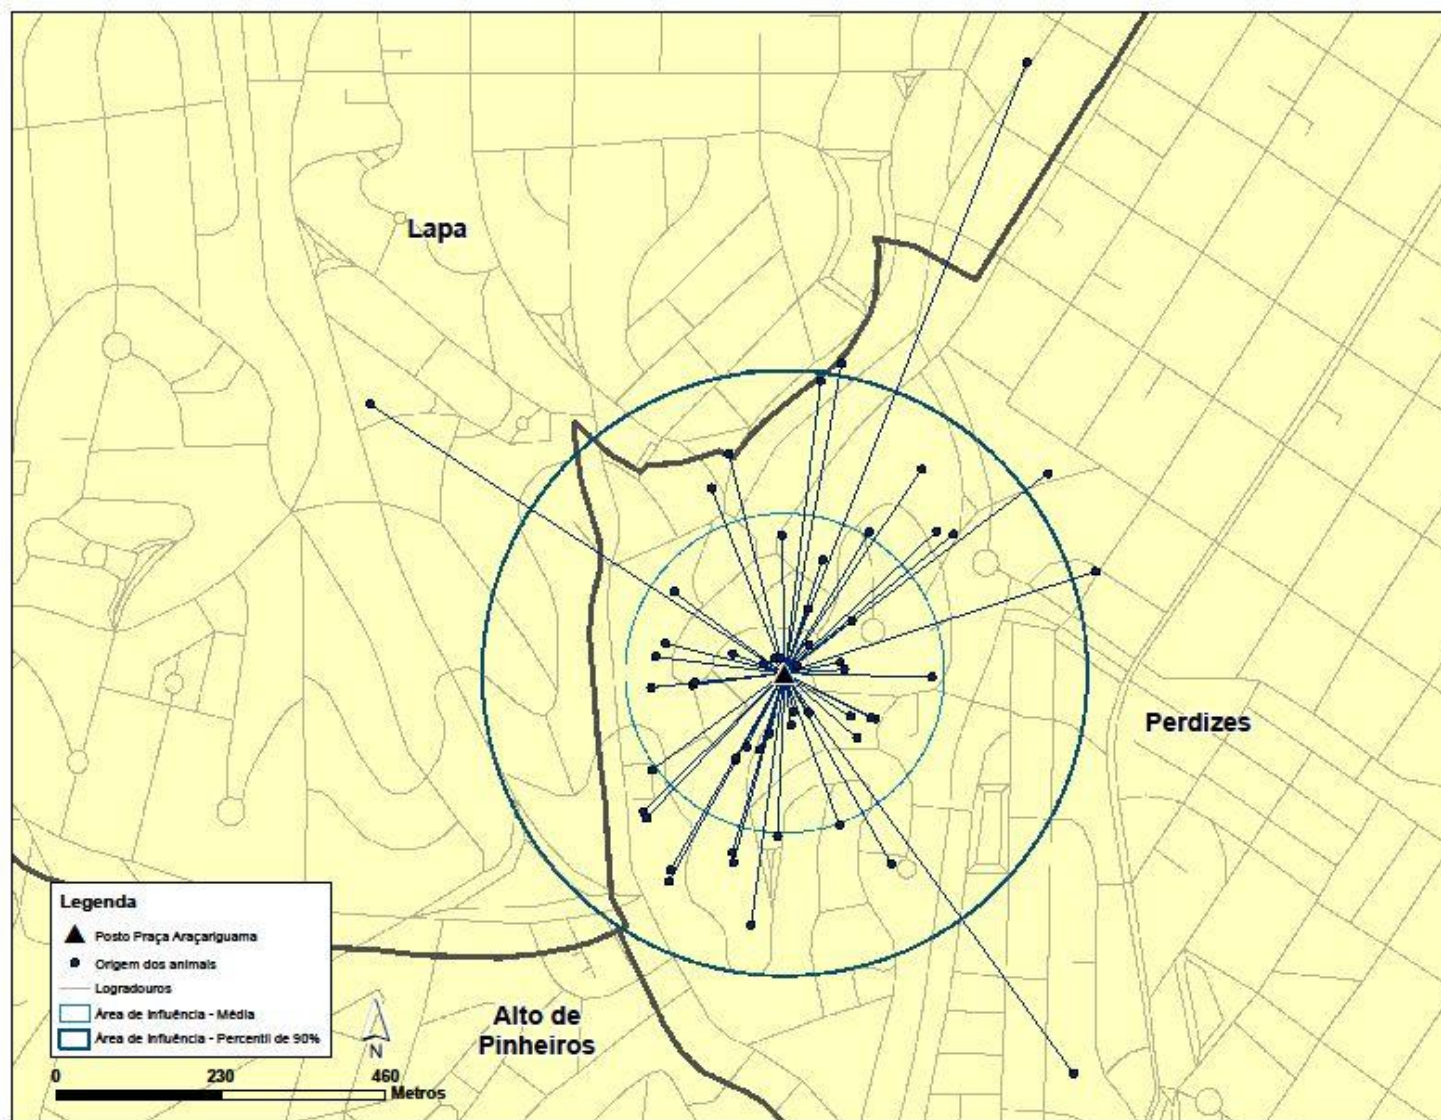 Lapa
Perdizes
Alto de
Pinheiros
Legenda
Posto Praça Araçariguama
Origem dos animais
Logradouros
Área de Influência - Média
Área de Influência - Percentil de 90%
N
0 230 460
Metros